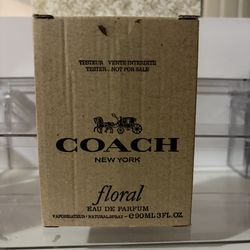 TESTEUR VENTE INTERDITE
TESTER - NOT FOR SALE
COACH
NEW YORK
floral
EAU DE PARFUM
VAPORISATEUR / NATURAL SPRAY - ℮ 90ML 3 FL.OZ.